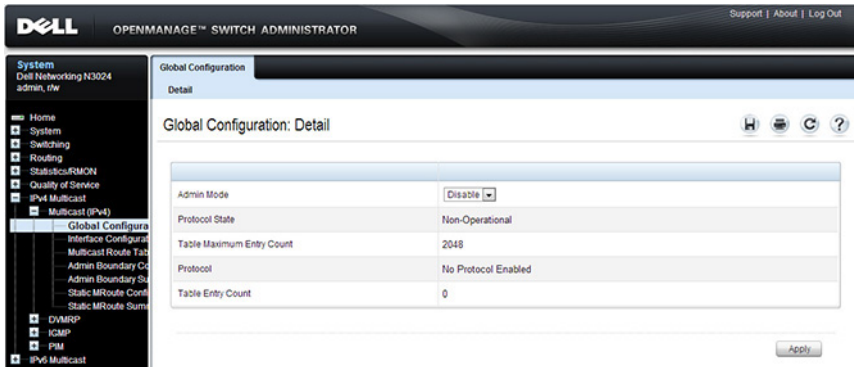 Support | About | Log Out
DELL OPENMANAGE™ SWITCH ADMINISTRATOR
System
Dell Networking N3024
admin, r/w
Home
System
Switching
Routing
Statistics/RMON
Quality of Service
IPv4 Multicast
Multicast (IPv4)
Global Configura
Interface Configurat
Multicast Route Tab
Admin Boundary Co
Admin Boundary Su
Static MRoute Confi
Static MRoute Summ
DVMRP
IGMP
PIM
IPv6 Multicast
Global Configuration
Detail
Global Configuration: Detail
Admin Mode Disable
Protocol State Non-Operational
Table Maximum Entry Count 2048
Protocol No Protocol Enabled
Table Entry Count 0
Apply